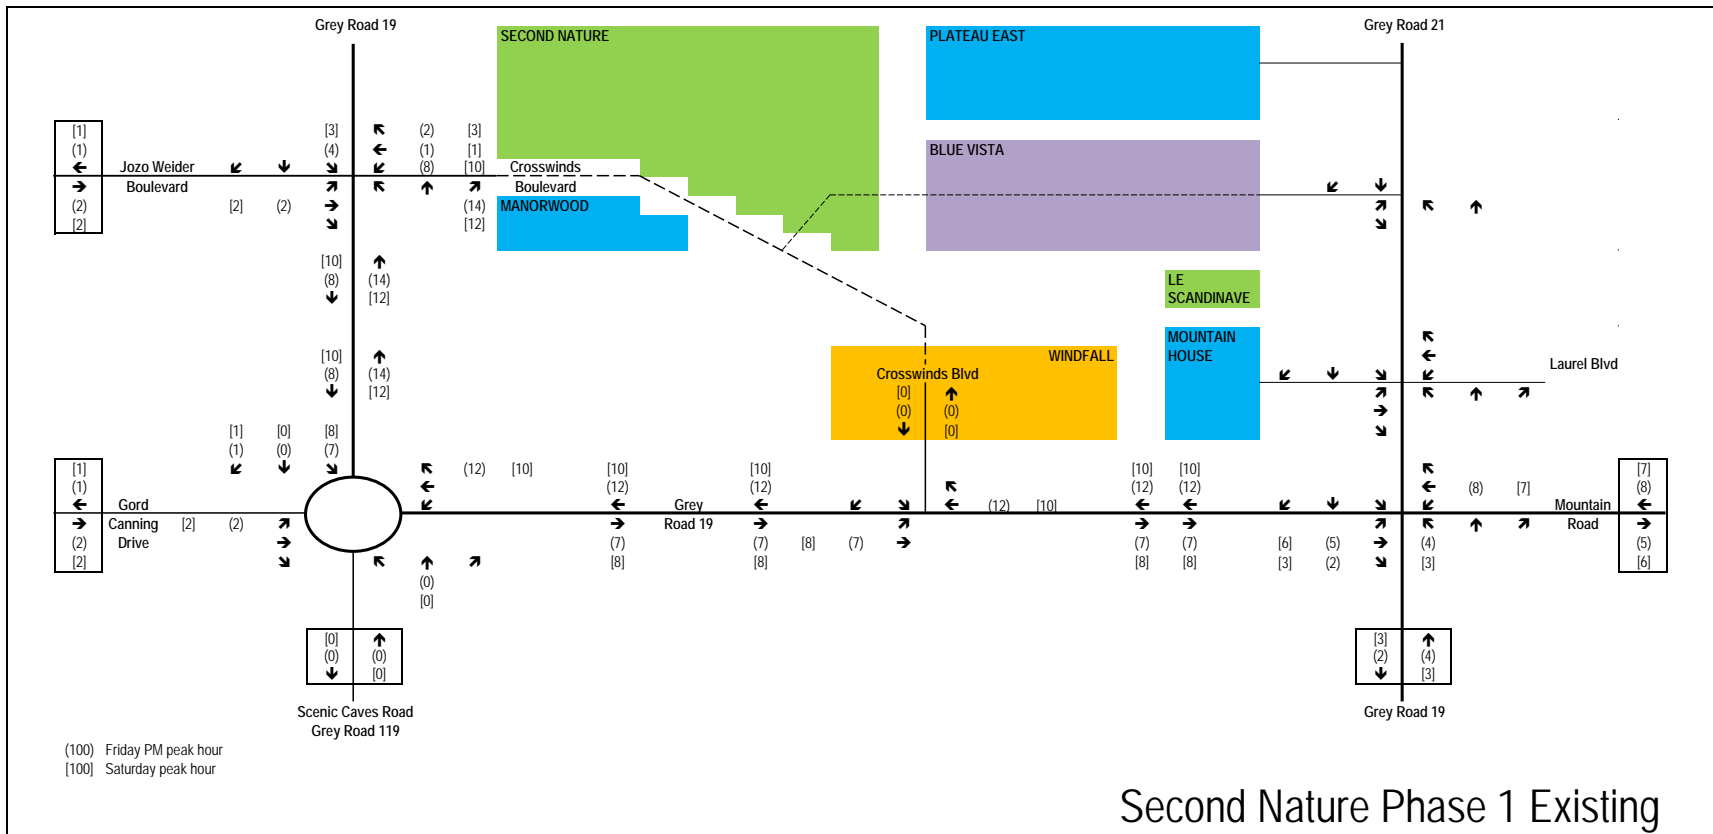 Grey Road 19
Grey Road 21
SECOND NATURE
PLATEAU EAST
[1] [3] (2) [3]
(1) (4) (1) [1]
BLUE VISTA
Jozo Weider (8) [10] Crosswinds
Boulevard Boulevard
(2) [2] (2) (14) MANORWOOD
[2] [12]
[10]
(8) (14)
[12]
LE
SCANDINAVE
MOUNTAIN
HOUSE
[10] WINDFALL
(8) (14) Crosswinds Blvd Laurel Blvd
[12] [0]
(0) (0)
[0]
[1] [0] [8]
(1) (0) (7)
[1] (12) [10] [10] [10] [10] [10] [7]
(1) (12) (12) (12) (12) (8) [7] (8)
Gord Grey (12) [10] Mountain
Canning [2] (2) Road 19 Road
Drive
(2) (7) (7) [8] (7) (7) (7) [6] (5) (4) (5)
[2] [8] [8] [8] [8] [3] (2) [3] [6]
(0)
[0]
[0] [3]
(0) (0) (2) (4)
[0] [3]
Scenic Caves Road
Grey Road 119
Grey Road 19
(100) Friday PM peak hour
[100] Saturday peak hour
Second Nature Phase 1 Existing